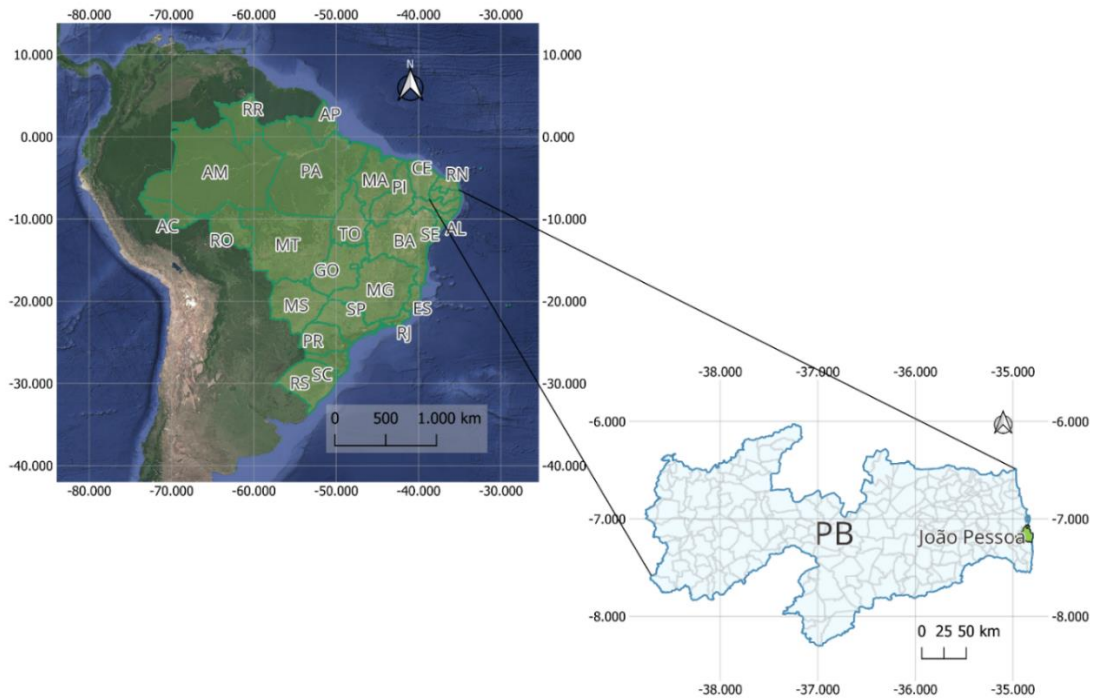 -80.000 -70.000 -60.000 -50.000 -40.000 -30.000
10.000 10.000
N
RR AP
0.000 0.000
AM PA MA CE RN
PI
-10.000 AC RO MT TO BA SE AL -10.000
GO
MS MG
-20.000 SP ES -20.000
PR RJ
-30.000 RS SC -30.000
0 500 1.000 km
-40.000 -40.000
-80.000 -70.000 -60.000 -50.000 -40.000 -30.000
-38.000 -37.000 -36.000 -35.000
-6.000 -6.000
-7.000 -7.000
PB João Pessoa
-8.000 -8.000
0 25 50 km
-38.000 -37.000 -36.000 -35.000